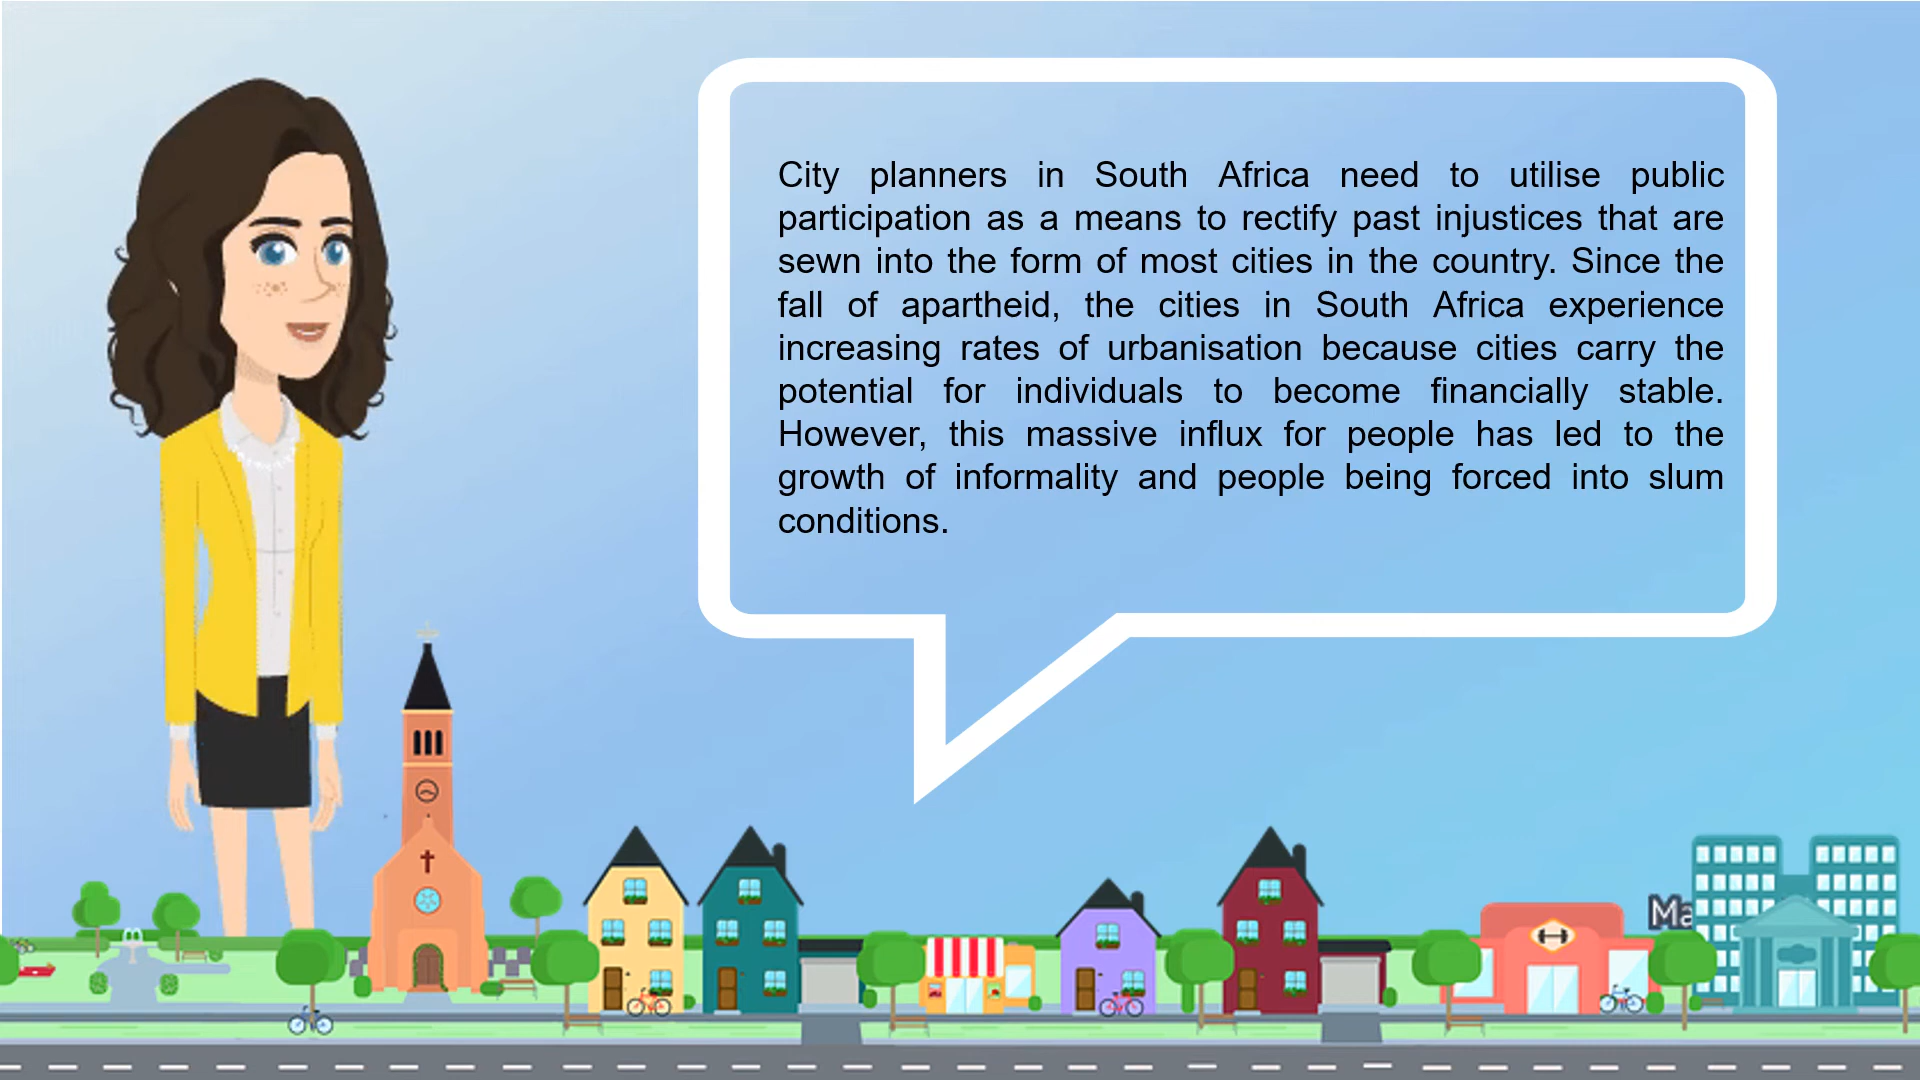 City planners in South Africa need to utilise public
participation as a means to rectify past injustices that are
sewn into the form of most cities in the country. Since the
fall of apartheid, the cities in South Africa experience
increasing rates of urbanisation because cities carry the
potential for individuals to become financially stable.
However, this massive influx for people has led to the
growth of informality and people being forced into slum
conditions.